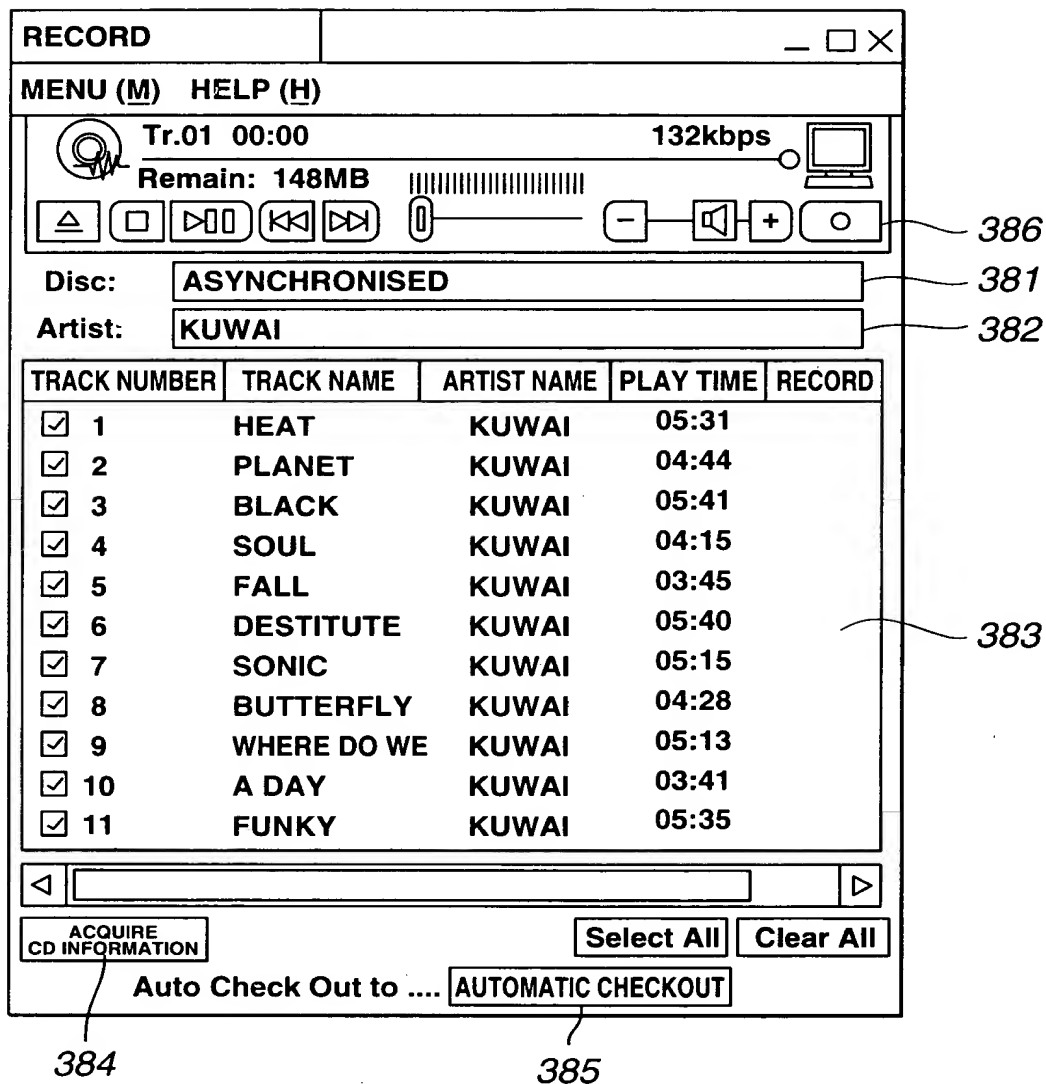 RECORD
MENU (M) HELP (H)
Tr.01 00:00 132kbps
Remain: 148MB
386
Disc: ASYNCHRONISED 381
Artist: KUWAI 382
TRACK NUMBER TRACK NAME ARTIST NAME PLAY TIME RECORD
1 HEAT KUWAI 05:31
2 PLANET KUWAI 04:44
3 BLACK KUWAI 05:41
4 SOUL KUWAI 04:15
5 FALL KUWAI 03:45
6 DESTITUTE KUWAI 05:40
383
7 SONIC KUWAI 05:15
8 BUTTERFLY KUWAI 04:28
9 WHERE DO WE KUWAI 05:13
10 A DAY KUWAI 03:41
11 FUNKY KUWAI 05:35
ACQUIRE
CD INFORMATION Select All Clear All
Auto Check Out to .... AUTOMATIC CHECKOUT
384 385